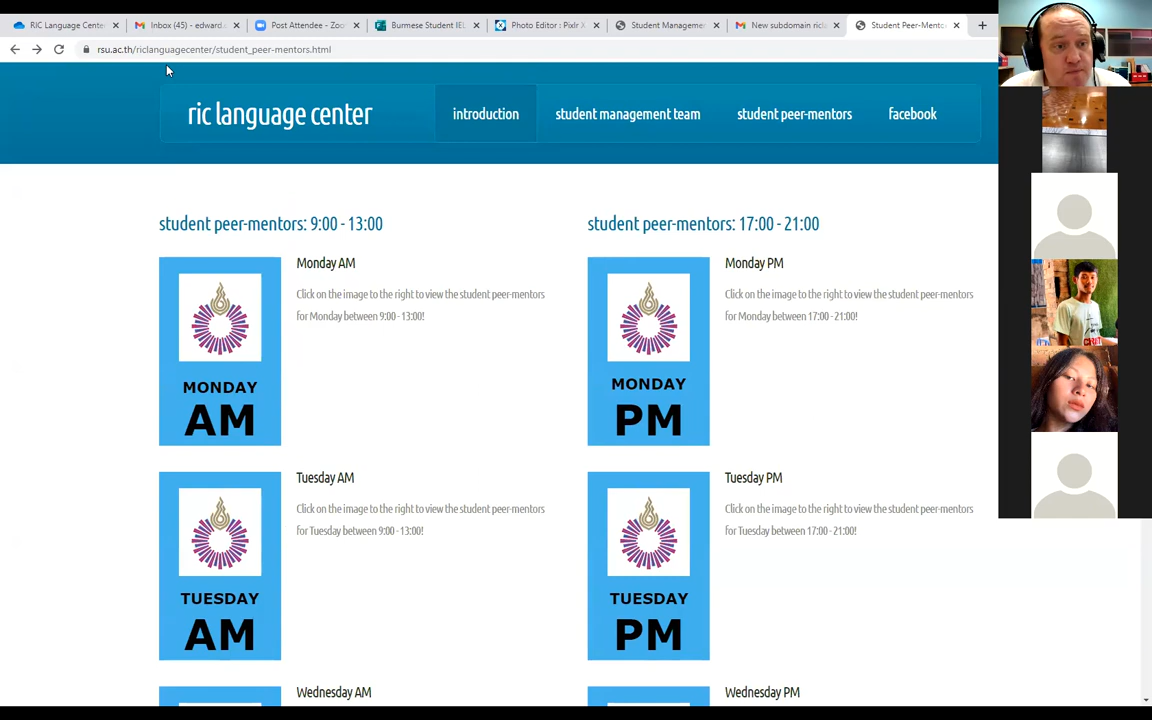 RIC Language Center
Inbox (45) - edward.
Post Attendee - Zoo
Burmese Student IEL
Photo Editor : Pixlr X
Student Manageme
New subdomain ricl
Student Peer-Mento
rsu.ac.th/riclanguagecenter/student_peer-mentors.html
ric language center
introduction
student management team
student peer-mentors
facebook
student peer-mentors: 9:00 - 13:00
student peer-mentors: 17:00 - 21:00
MONDAY
AM
Monday AM
Click on the image to the right to view the student peer-mentors
for Monday between 9:00 - 13:00!
MONDAY
PM
Monday PM
Click on the image to the right to view the student peer-mentors
for Monday between 17:00 - 21:00!
TUESDAY
AM
Tuesday AM
Click on the image to the right to view the student peer-mentors
for Tuesday between 9:00 - 13:00!
TUESDAY
PM
Tuesday PM
Click on the image to the right to view the student peer-mentors
for Tuesday between 17:00 - 21:00!
Wednesday AM
Wednesday PM